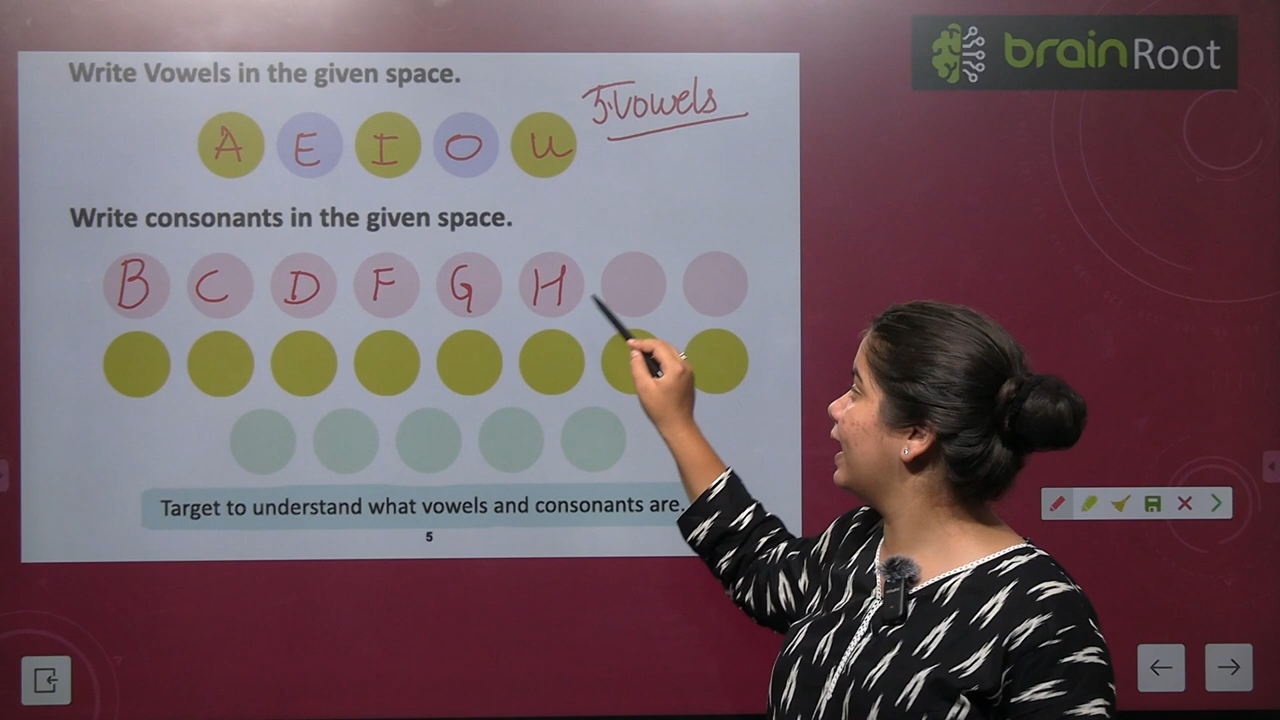 brainRoot
Write Vowels in the given space.
5.Vowels
A E I O U
Write consonants in the given space.
B C D F G H
Target to understand what vowels and consonants are.
5